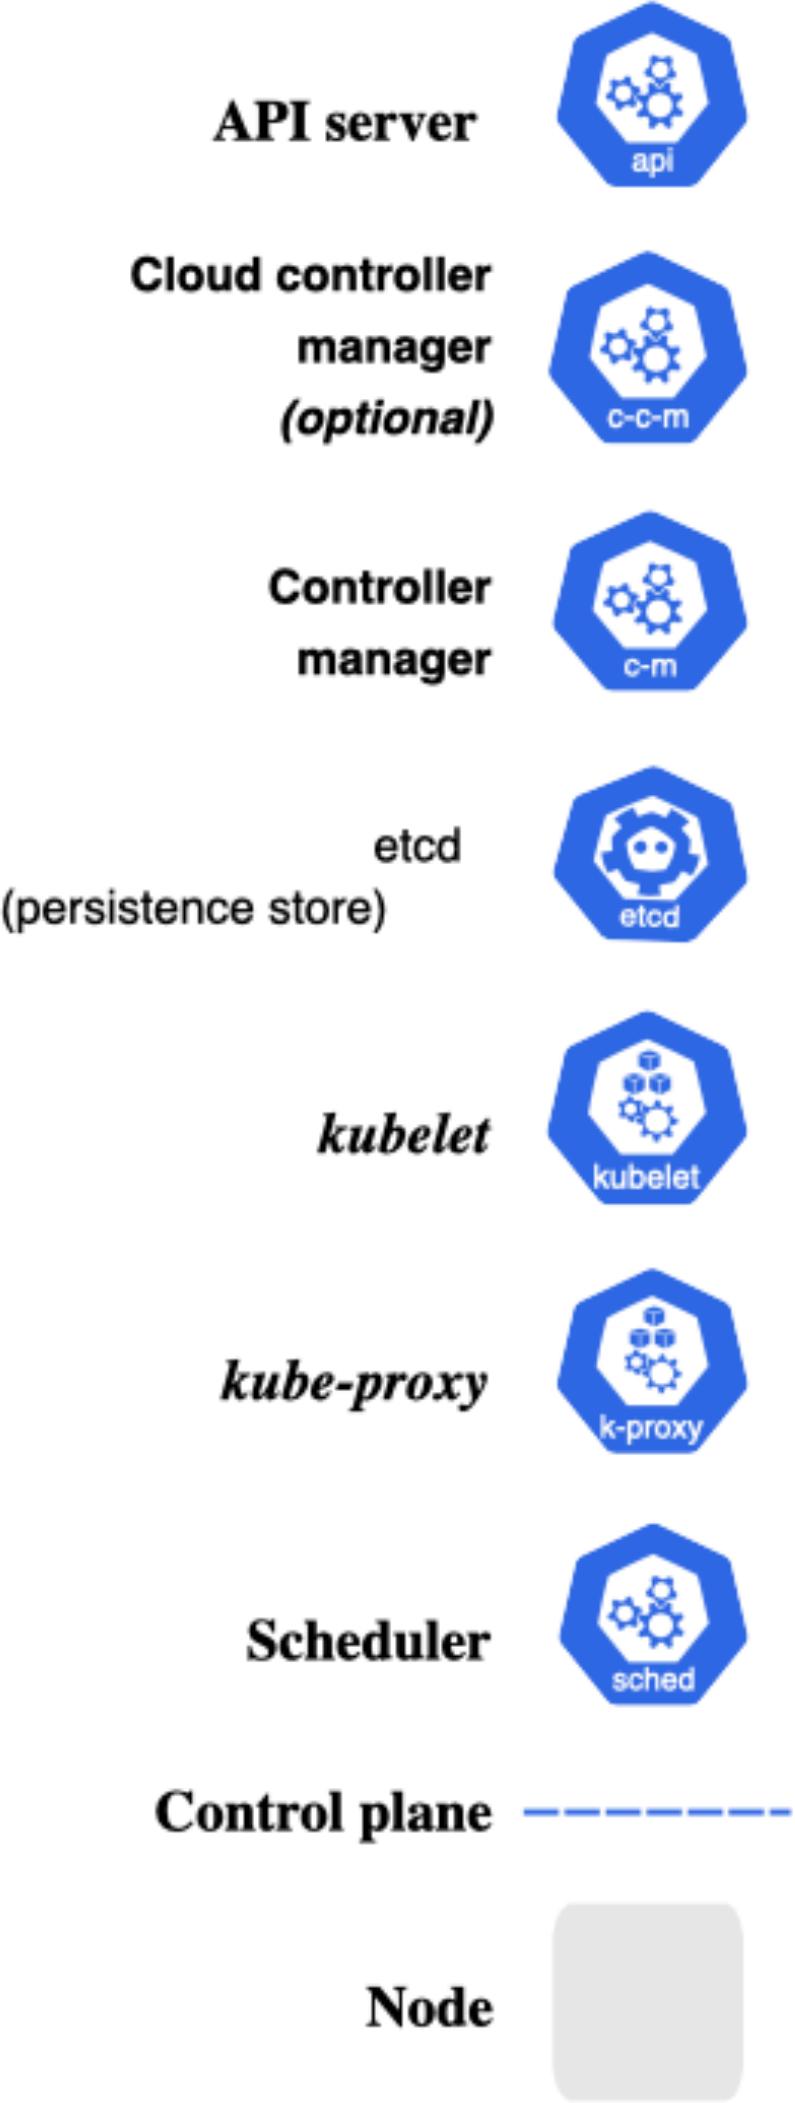 API server
api
Cloud controller
manager
(optional)
c-c-m
Controller
manager
c-m
etcd
(persistence store)
etcd
kubelet
kubelet
kube-proxy
k-proxy
Scheduler
sched
Control plane
Node